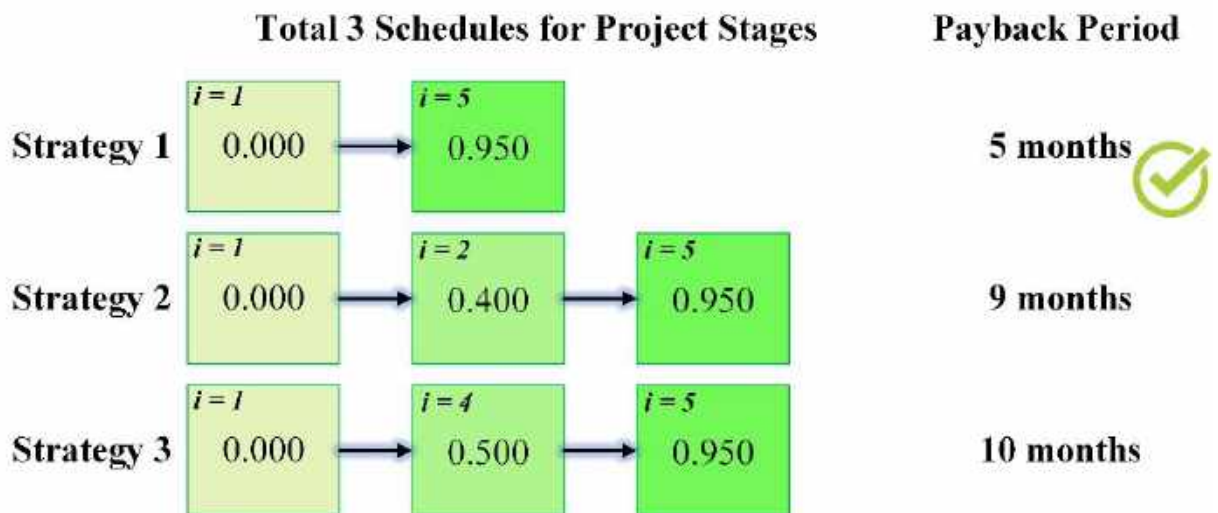 Total 3 Schedules for Project Stages Payback Period
i = 1 i = 5
Strategy 1 0.000 0.950 5 months
i = 1 i = 2 i = 5
Strategy 2 0.000 0.400 0.950 9 months
i = 1 i = 4 i = 5
Strategy 3 0.000 0.500 0.950 10 months